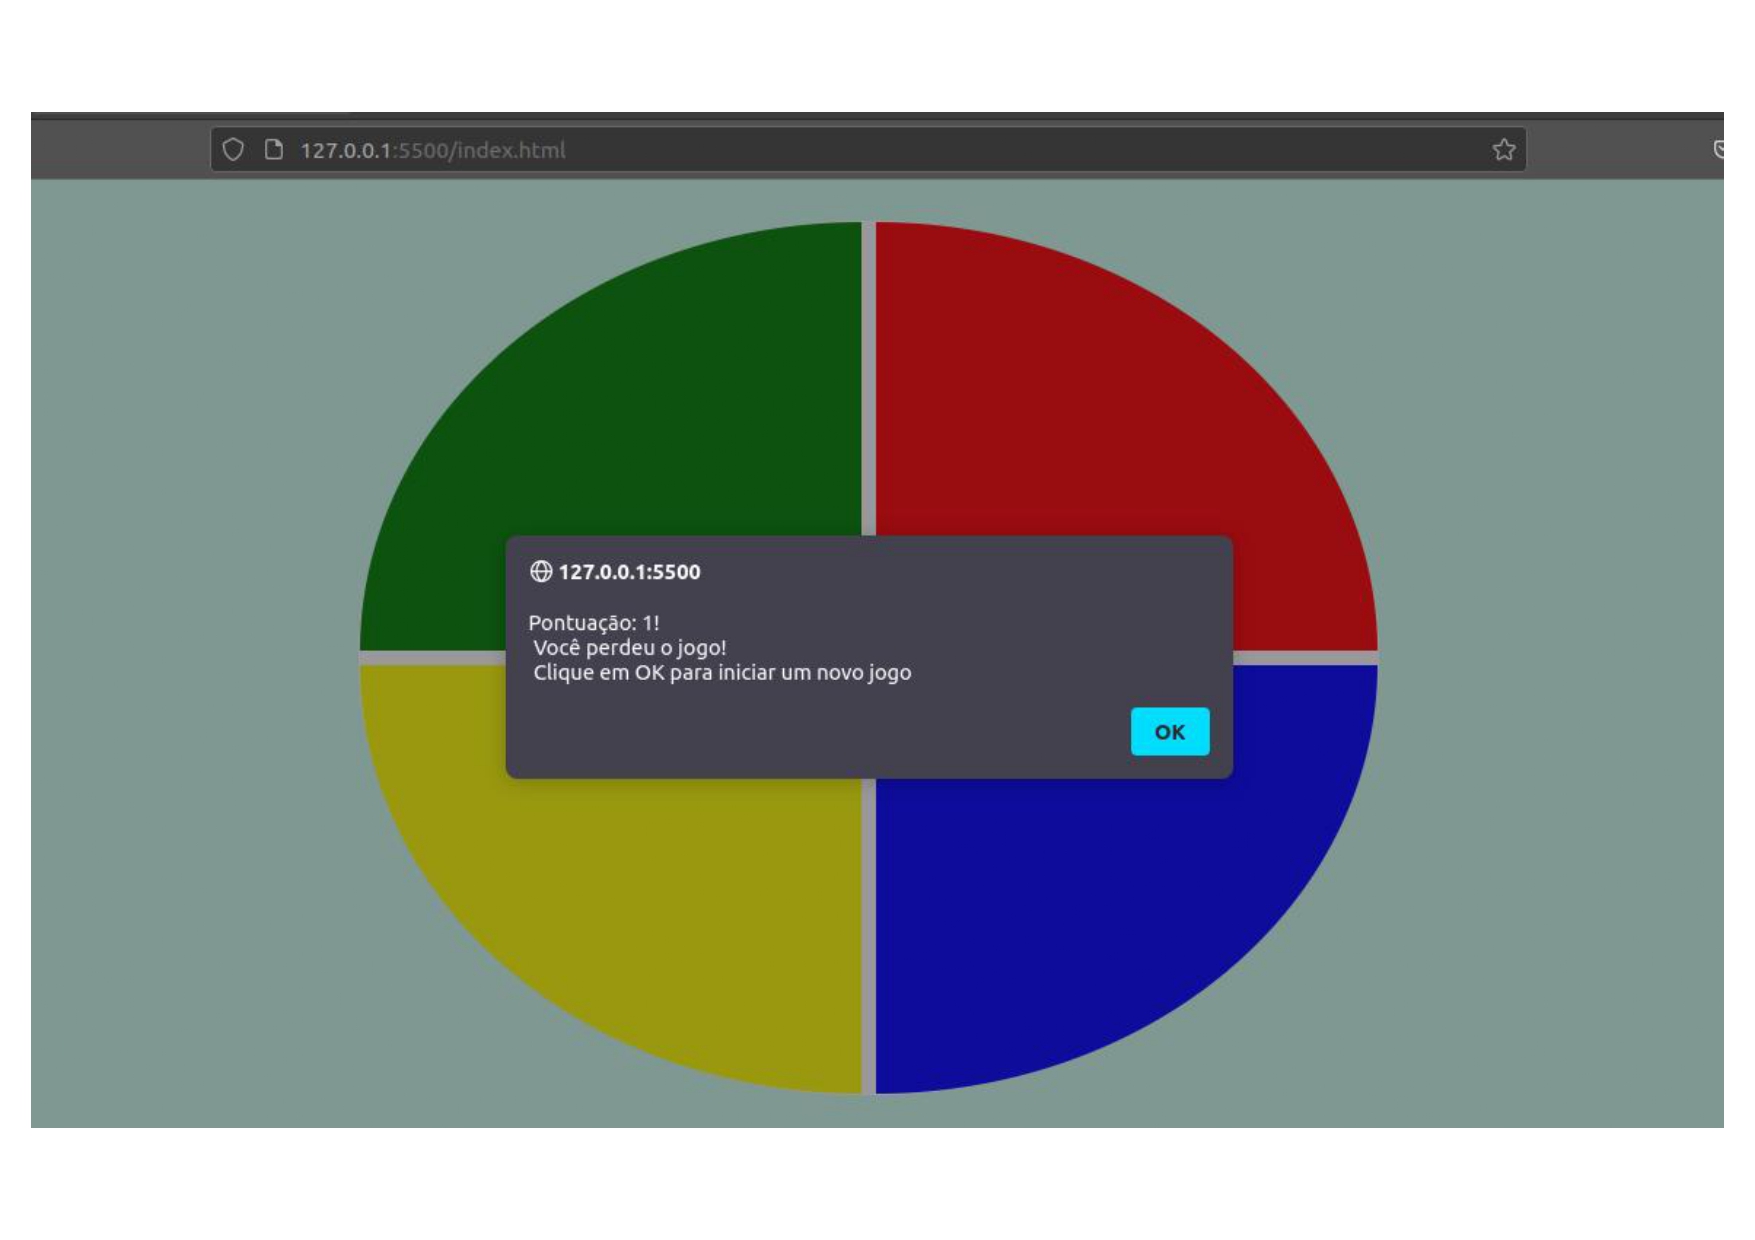 127.0.0.1:5500/index.html
127.0.0.1:5500
Pontuação: 1!
Você perdeu o jogo!
Clique em OK para iniciar um novo jogo
OK